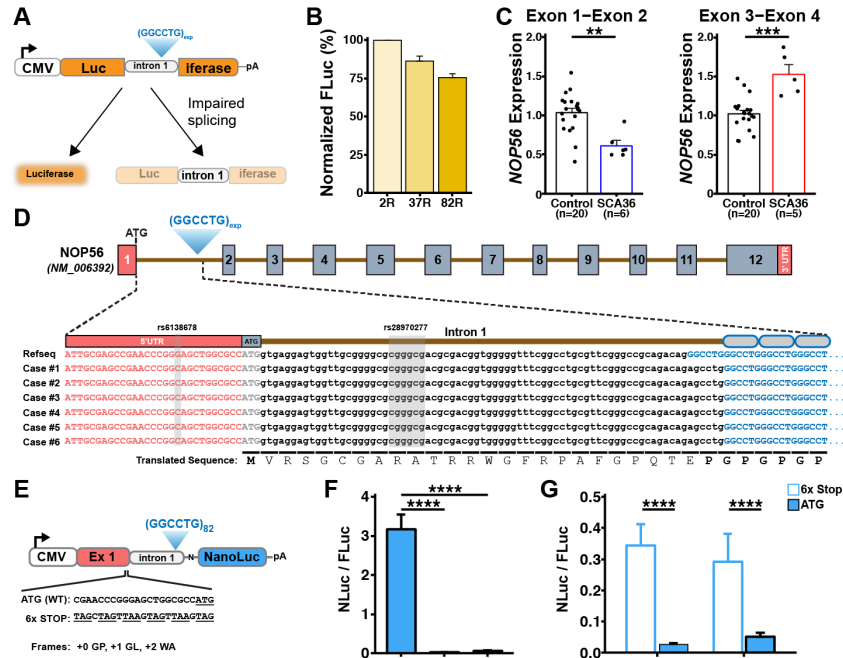 A
(GGCCTG)exp
CMV Luc intron 1 iferase pA
Impaired
splicing
Luciferase
Luc intron 1 iferase
B
Normalized FLuc (%)
100
75
50
25
0
2R 37R 82R
C
Exon 1–Exon 2
**
NOP56 Expression
2.0
1.5
1.0
0.5
0
Control SCA36
(n=20) (n=6)
Exon 3–Exon 4
***
NOP56 Expression
2.0
1.5
1.0
0.5
0
Control SCA36
(n=20) (n=5)
D
ATG
(GGCCTG)exp
NOP56
(NM_006392)
1 2 3 4 5 6 7 8 9 10 11 12 3'UTR
rs6138678 rs28970277
5'UTR ATG Intron 1
Refseq ATTGCGAGCCGAACCCGGGAGCTGGCGCCATGgtgaggagtggttgcggggcgcgggcgacgcgacggtgggggtttcggcctgcgttcgggccgcagacagGGCCTGGGCCTGGGCCTGGGCCT...
Case #1 ATTGCGAGCCGAACCCGGCAGCTGGCGCCATGgtgaggagtggttgcggggcgcgggcgacgcgacggtgggggtttcggcctgcgttcgggccgcagacagagcctgGGCCTGGGCCTGGGCCT...
Case #2 ATTGCGAGCCGAACCCGGCAGCTGGCGCCATGgtgaggagtggttgcggggcgcgggcgacgcgacggtgggggtttcggcctgcgttcgggccgcagacagagcctgGGCCTGGGCCTGGGCCT...
Case #3 ATTGCGAGCCGAACCCGGCAGCTGGCGCCATGgtgaggagtggttgcggggcgcgggcgacgcgacggtgggggtttcggcctgcgttcgggccgcagacagagcctgGGCCTGGGCCTGGGCCT...
Case #4 ATTGCGAGCCGAACCCGGCAGCTGGCGCCATGgtgaggagtggttgcggggcgcgggcgacgcgacggtgggggtttcggcctgcgttcgggccgcagacagagcctgGGCCTGGGCCTGGGCCT...
Case #5 ATTGCGAGCCGAACCCGGCAGCTGGCGCCATGgtgaggagtggttgcggggcgcgggcgacgcgacggtgggggtttcggcctgcgttcgggccgcagacagagcctgGGCCTGGGCCTGGGCCT...
Case #6 ATTGCGAGCCGAACCCGGCAGCTGGCGCCATGgtgaggagtggttgcggggcgcgggcgacgcgacggtgggggtttcggcctgcgttcgggccgcagacagagcctgGGCCTGGGCCTGGGCCT...
Translated Sequence: M V R S G C G A R A T R R W G F R P A F G P Q T E P G P G P G P
E
(GGCCTG)82
CMV Ex 1 intron 1 N NanoLuc pA
ATG (WT): CGAACCCGGGAGCTGGCGCCATG
6x STOP: TAGCTAGTTAAGTAGTTAAGTAG
Frames: +0 GP, +1 GL, +2 WA
F
NLuc / FLuc
4
3
2
1
0
****
****
G
6x Stop
ATG
NLuc / FLuc
0.5
0.4
0.3
0.2
0.1
0.0
****
****